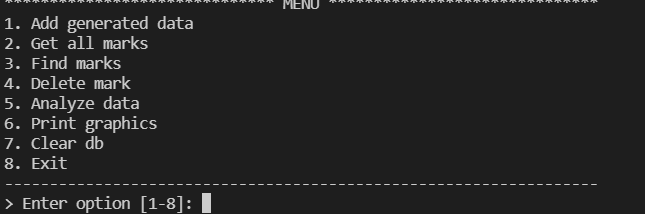 ******************************* MENU *******************************
1. Add generated data
2. Get all marks
3. Find marks
4. Delete mark
5. Analyze data
6. Print graphics
7. Clear db
8. Exit
--------------------------------------------------------------------
> Enter option [1-8]: